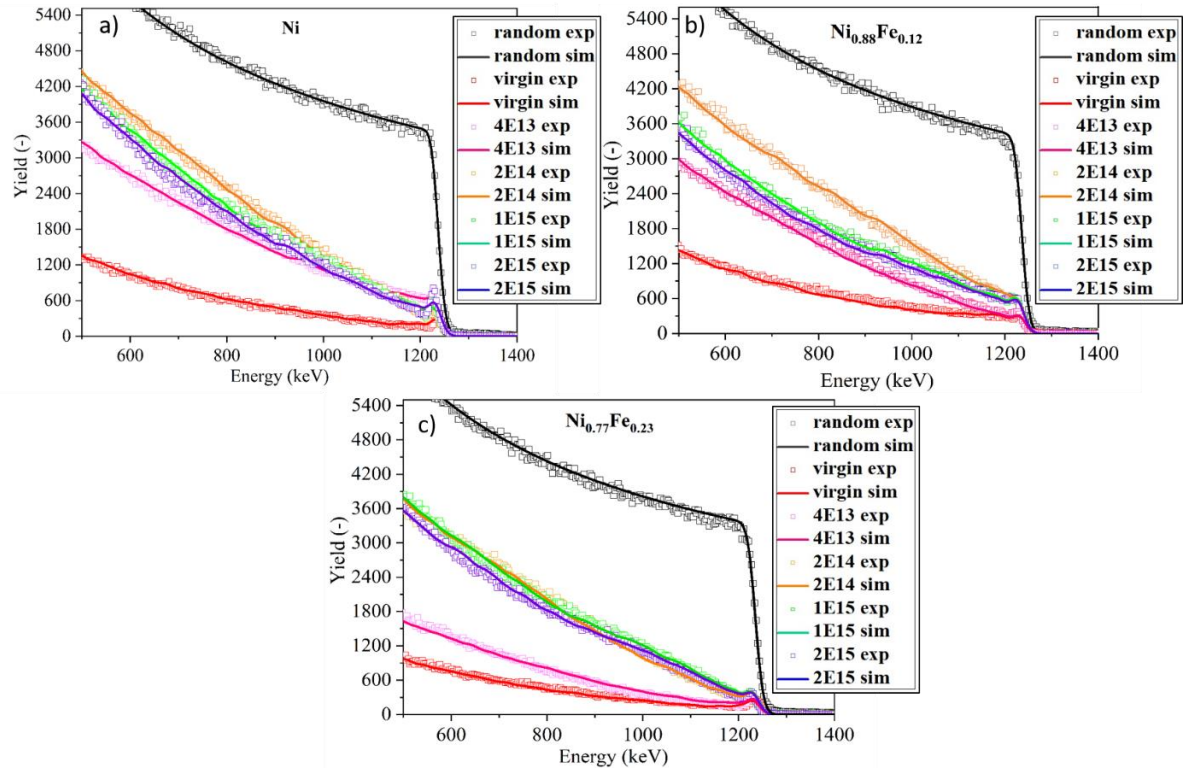 a)
Ni
5400
4800
4200
3600
3000
2400
1800
1200
600
0
Yield (-)
600 800 1000 1200 1400
Energy (keV)
random exp
random sim
virgin exp
virgin sim
4E13 exp
4E13 sim
2E14 exp
2E14 sim
1E15 exp
1E15 sim
2E15 exp
2E15 sim
b)
Ni0.88Fe0.12
5400
4800
4200
3600
3000
2400
1800
1200
600
0
Yield (-)
600 800 1000 1200 1400
Energy (keV)
random exp
random sim
virgin exp
virgin sim
4E13 exp
4E13 sim
2E14 exp
2E14 sim
1E15 exp
1E15 sim
2E15 exp
2E15 sim
c)
Ni0.77Fe0.23
5400
4800
4200
3600
3000
2400
1800
1200
600
0
Yield (-)
600 800 1000 1200 1400
Energy (keV)
random exp
random sim
virgin exp
virgin sim
4E13 exp
4E13 sim
2E14 exp
2E14 sim
1E15 exp
1E15 sim
2E15 exp
2E15 sim